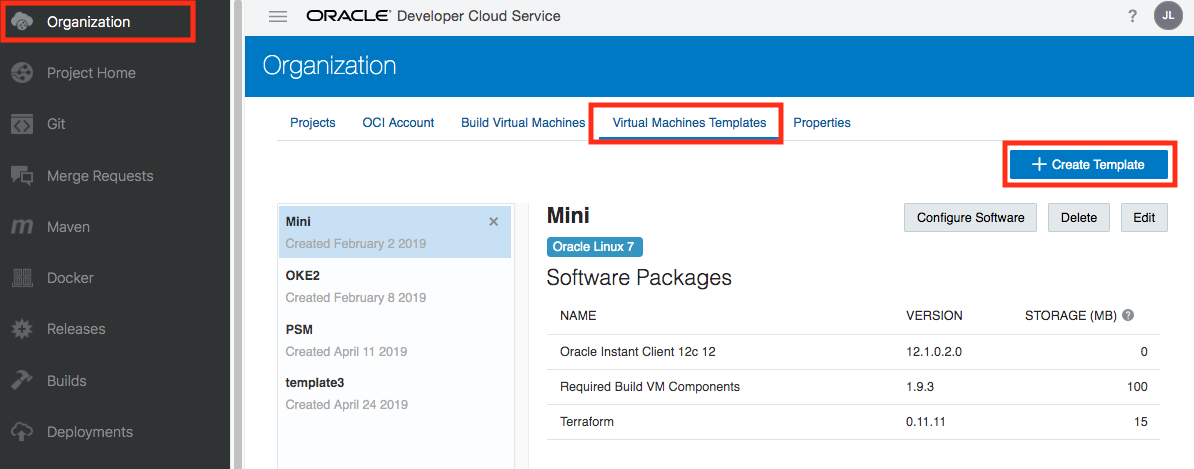 Organization
Project Home
Git
Merge Requests
Maven
Docker
Releases
Builds
Deployments
ORACLE' Developer Cloud Service
? JL
Organization
Projects OCI Account Build Virtual Machines Virtual Machines Templates Properties
+ Create Template
Mini ×
Created February 2 2019
OKE2
Created February 8 2019
PSM
Created April 11 2019
template3
Created April 24 2019
Mini Configure Software Delete Edit
Oracle Linux 7
Software Packages
NAME VERSION STORAGE (MB) ?
Oracle Instant Client 12c 12 12.1.0.2.0 0
Required Build VM Components 1.9.3 100
Terraform 0.11.11 15